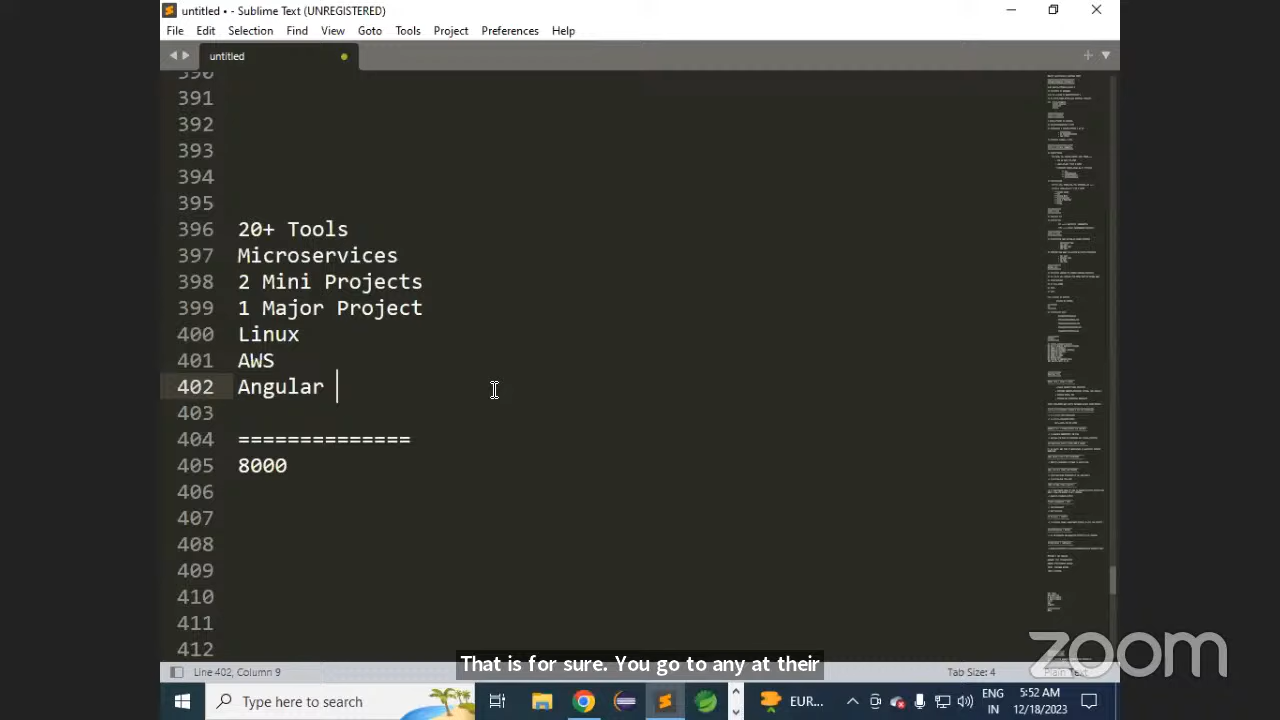 untitled • - Sublime Text (UNREGISTERED)
File Edit Selection Find View Goto Tools Project Preferences Help
untitled
390
391
392
393
394
395
396 20+ Tools
397 Microservices
398 2 Mini Projects
399 1 Major Project
400 Linux
401 AWS
402 Angular
403
404 ==============
405 8000
406
407
408
409
410
411
412
zoom
That is for sure. You go to any at their
Line 402, Column 9 Tab Size: 4 Plain Text
Type here to search EUR... ENG IN 5:52 AM 12/18/2023